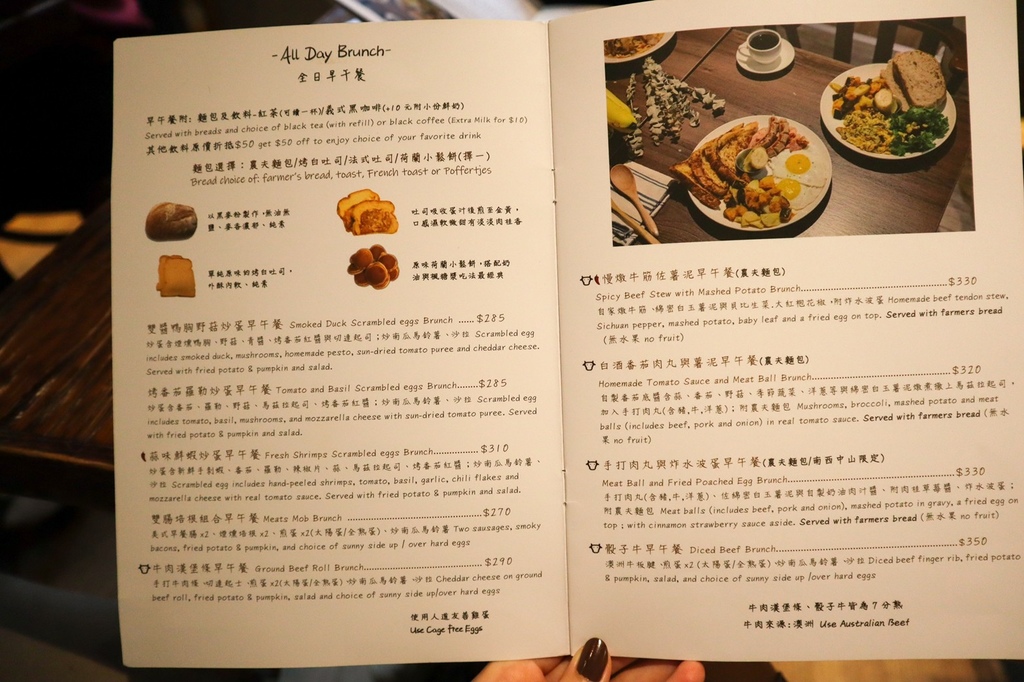 -All Day Brunch-
全日早午餐
早午餐附: 麵包及飲料-紅茶(可續一杯)/義式黑咖啡(+10 元附小份鮮奶)
Served with breads and choice of black tea (with refill) or black coffee (Extra Milk for $10)
其他飲料原價折抵$50 get $50 off to enjoy choice of your favorite drink
麵包選擇：農夫麵包/烤白吐司/法式吐司/荷蘭小鬆餅(擇一)
Bread choice of: farmer's bread, toast, French toast or Poffertjes
以黑麥粉製作，無油無
鹽、麥香濃郁、純素
吐司吸收蛋汁後煎至金黃，
口感濕軟微甜有淡淡肉桂香
單純原味的烤白吐司，
外酥內軟、純素
原味荷蘭小鬆餅，搭配奶
油與楓糖漿吃法最經典
雙醬鴨胸野菇炒蛋早午餐 Smoked Duck Scrambled eggs Brunch ..... $285
炒蛋含煙燻鴨胸、野菇、青醬、烤番茄紅醬與切達起司；炒南瓜馬鈴薯、沙拉 Scrambled egg
includes smoked duck, mushrooms, homemade pesto, sun-dried tomato puree and cheddar cheese.
Served with fried potato & pumpkin and salad.
烤番茄羅勒炒蛋早午餐 Tomato and Basil Scrambled eggs Brunch.......$285
炒蛋含番茄、羅勒、野菇、馬茲拉起司、烤番茄紅醬；炒南瓜馬鈴薯、沙拉 Scrambled egg
includes tomato, basil, mushrooms, and mozzarella cheese with sun-dried tomato puree. Served
with fried potato & pumpkin and salad.
蒜味鮮蝦炒蛋早午餐 Fresh Shrimps Scrambled eggs Brunch............$310
炒蛋含新鮮手剝蝦、番茄、羅勒、辣椒片、蒜、馬茲拉起司、烤番茄紅醬；炒南瓜馬鈴薯、
沙拉 Scrambled egg includes hand-peeled shrimps, tomato, basil, garlic, chili flakes and
mozzarella cheese with real tomato sauce. Served with fried potato & pumpkin and salad.
雙腸培根組合早午餐 Meats Mob Brunch ...............................$270
美式早餐腸 x2、煙燻培根 x2、煎蛋 x2(太陽蛋/全熟蛋)、炒南瓜馬鈴薯 Two sausages, smoky
bacons, fried potato & pumpkin, and choice of sunny side up / over hard eggs
牛肉漢堡條早午餐 Ground Beef Roll Brunch...........................$290
手打牛肉條、切達起士、煎蛋 x2(太陽蛋/全熟蛋)、炒南瓜馬鈴薯、沙拉 Cheddar cheese on ground
beef roll, fried potato & pumpkin, salad and choice of sunny side up/over hard eggs
使用人道友善雞蛋
Use Cage free Eggs
慢燉牛筋佐薯泥早午餐(農夫麵包)
Spicy Beef Stew with Mashed Potato Brunch...................................$330
自家燉牛筋、綿密白玉薯泥與貝比生菜、大紅袍花椒，附炸水波蛋 Homemade beef tendon stew,
Sichuan pepper, mashed potato, baby leaf and a fried egg on top. Served with farmers bread
(無水果 no fruit)
白酒番茄肉丸與薯泥早午餐(農夫麵包)
Homemade Tomato Sauce and Meat Ball Brunch..................................$320
自製番茄底醬含蒜、番茄、野菇、季節蔬菜、洋蔥等與綿密白玉薯泥燉煮撒上馬茲拉起司，
加入手打肉丸(含豬,牛,洋蔥)；附農夫麵包 Mushrooms, broccoli, mashed potato and meat
balls (includes beef, pork and onion) in real tomato sauce. Served with farmers bread (無水
果 no fruit)
手打肉丸與炸水波蛋早午餐(農夫麵包/南西中山限定)
Meat Ball and Fried Poached Egg Brunch......................................$330
手打肉丸(含豬,牛,洋蔥)、佐綿密白玉薯泥與自製奶油肉汁醬、附肉桂草莓醬、炸水波蛋；
附農夫麵包 Meat balls (includes beef, pork and onion), mashed potato in gravy, a fried egg on
top ; with cinnamon strawberry sauce aside. Served with farmers bread (無水果 no fruit)
骰子牛早午餐 Diced Beef Brunch..............................................$350
澳洲牛板腱、煎蛋 x2 (太陽蛋/全熟蛋)、炒南瓜馬鈴薯、沙拉 Diced beef finger rib, fried potato
& pumpkin, salad, and choice of sunny side up /over hard eggs
牛肉漢堡條、骰子牛皆為 7 分熟
牛肉來源: 澳洲 Use Australian Beef